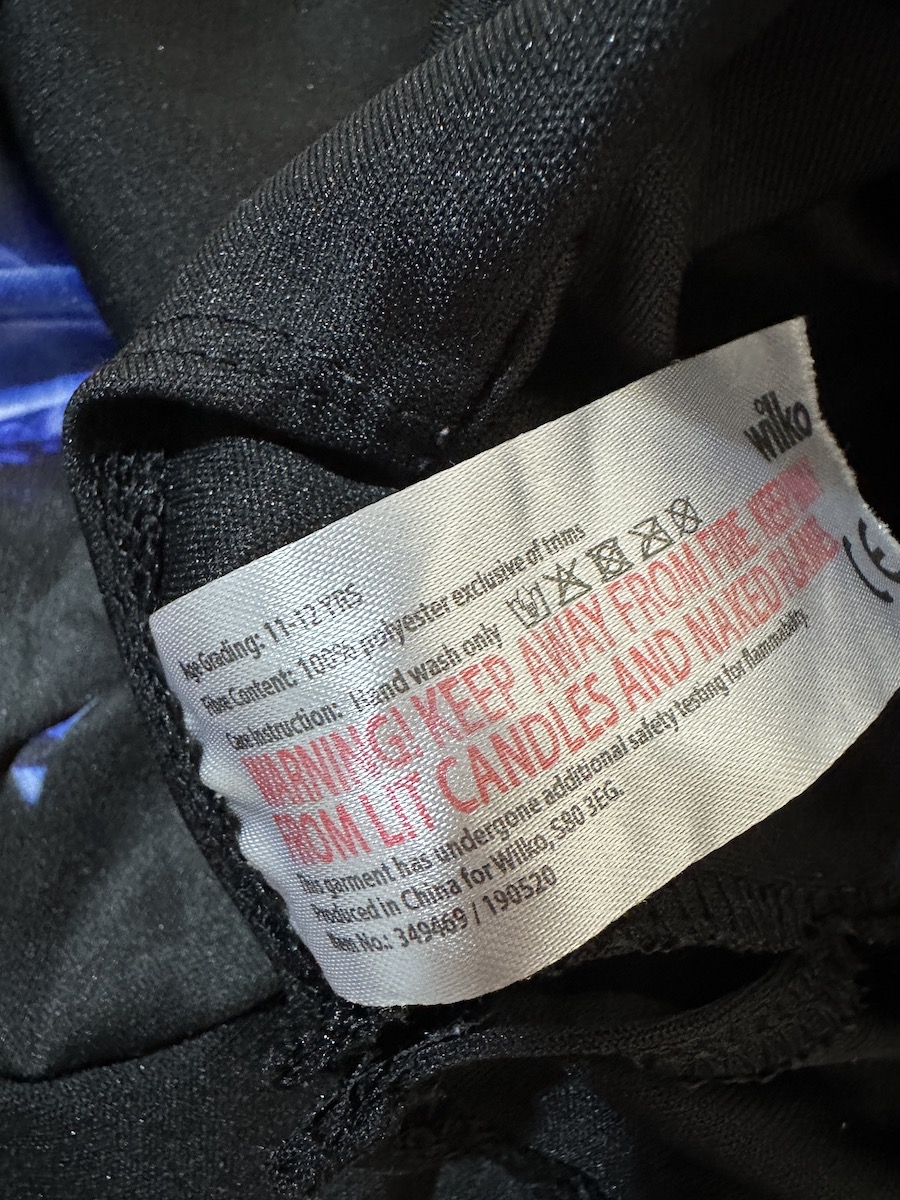 wilko
Age Grading: 11-12 YRS
Fibre Content: 100% polyester exclusive of trims
Care Instruction: Hand wash only
WARNING! KEEP AWAY FROM FIRE. KEEP AWAY
FROM LIT CANDLES AND NAKED FLAME.
CE
This garment has undergone additional safety testing for flammability.
Produced in China for Wilko, S80 3EG.
Item No.: 349469 / 190520